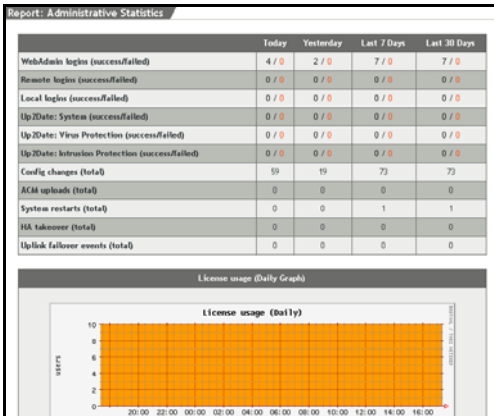 Report: Administrative Statistics
Today Yesterday Last 7 Days Last 30 Days
WebAdmin logins (success/failed) 4 / 0 2 / 0 7 / 0 7 / 0
Remote logins (success/failed) 0 / 0 0 / 0 0 / 0 0 / 0
Local logins (success/failed) 0 / 0 0 / 0 0 / 0 0 / 0
Up2Date: System (success/failed) 0 / 0 0 / 0 0 / 0 0 / 0
Up2Date: Virus Protection (success/failed) 0 / 0 0 / 0 0 / 0 0 / 0
Up2Date: Intrusion Protection (success/failed) 0 / 0 0 / 0 0 / 0 0 / 0
Config changes (total) 59 19 73 73
ACM uploads (total) 0 0 0 0
System restarts (total) 0 0 1 1
HA takeover (total) 0 0 0 0
Uplink failover events (total) 0 0 0 0
License usage (Daily Graph)
License usage (Daily)
10
8
6
4
2
0
users
20:00 22:00 00:00 02:00 04:00 06:00 08:00 10:00 12:00 14:00 16:00
RRDTOOL / TOBI OETIKER